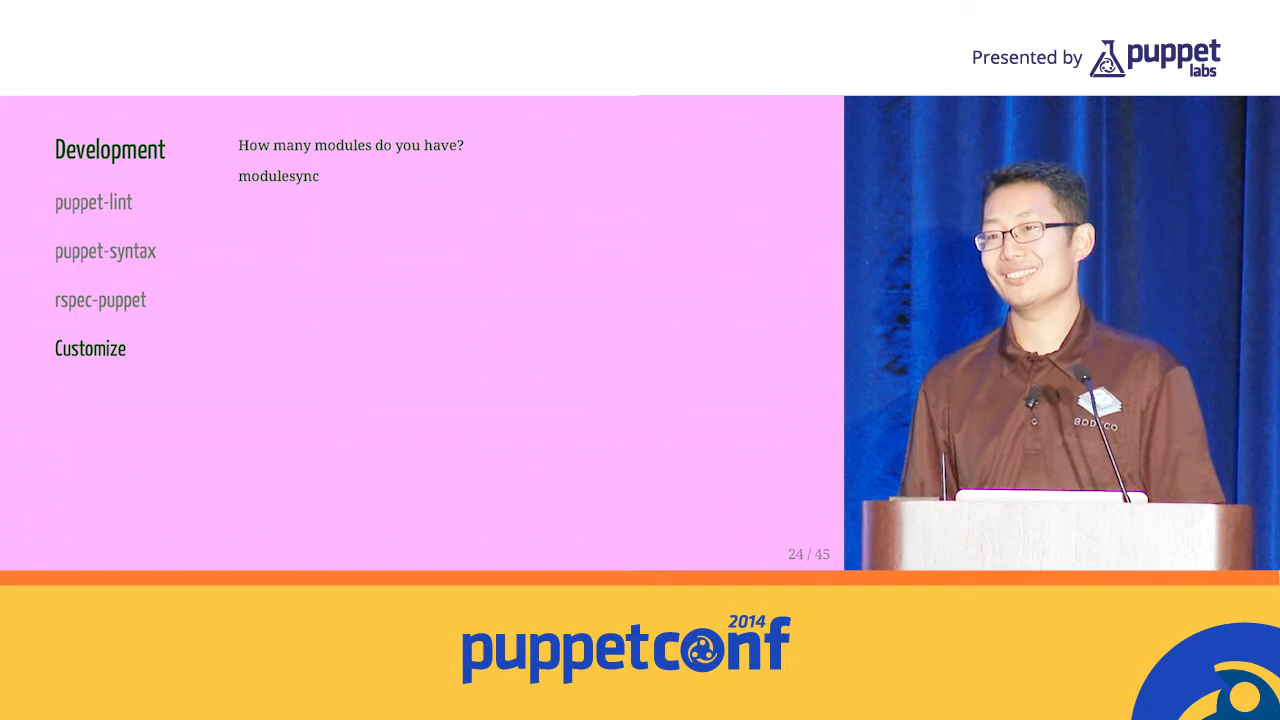 Presented by puppet labs
Development
puppet-lint
puppet-syntax
rspec-puppet
Customize
How many modules do you have?
modulesync
24 / 45
BODECO
2014
puppetconf